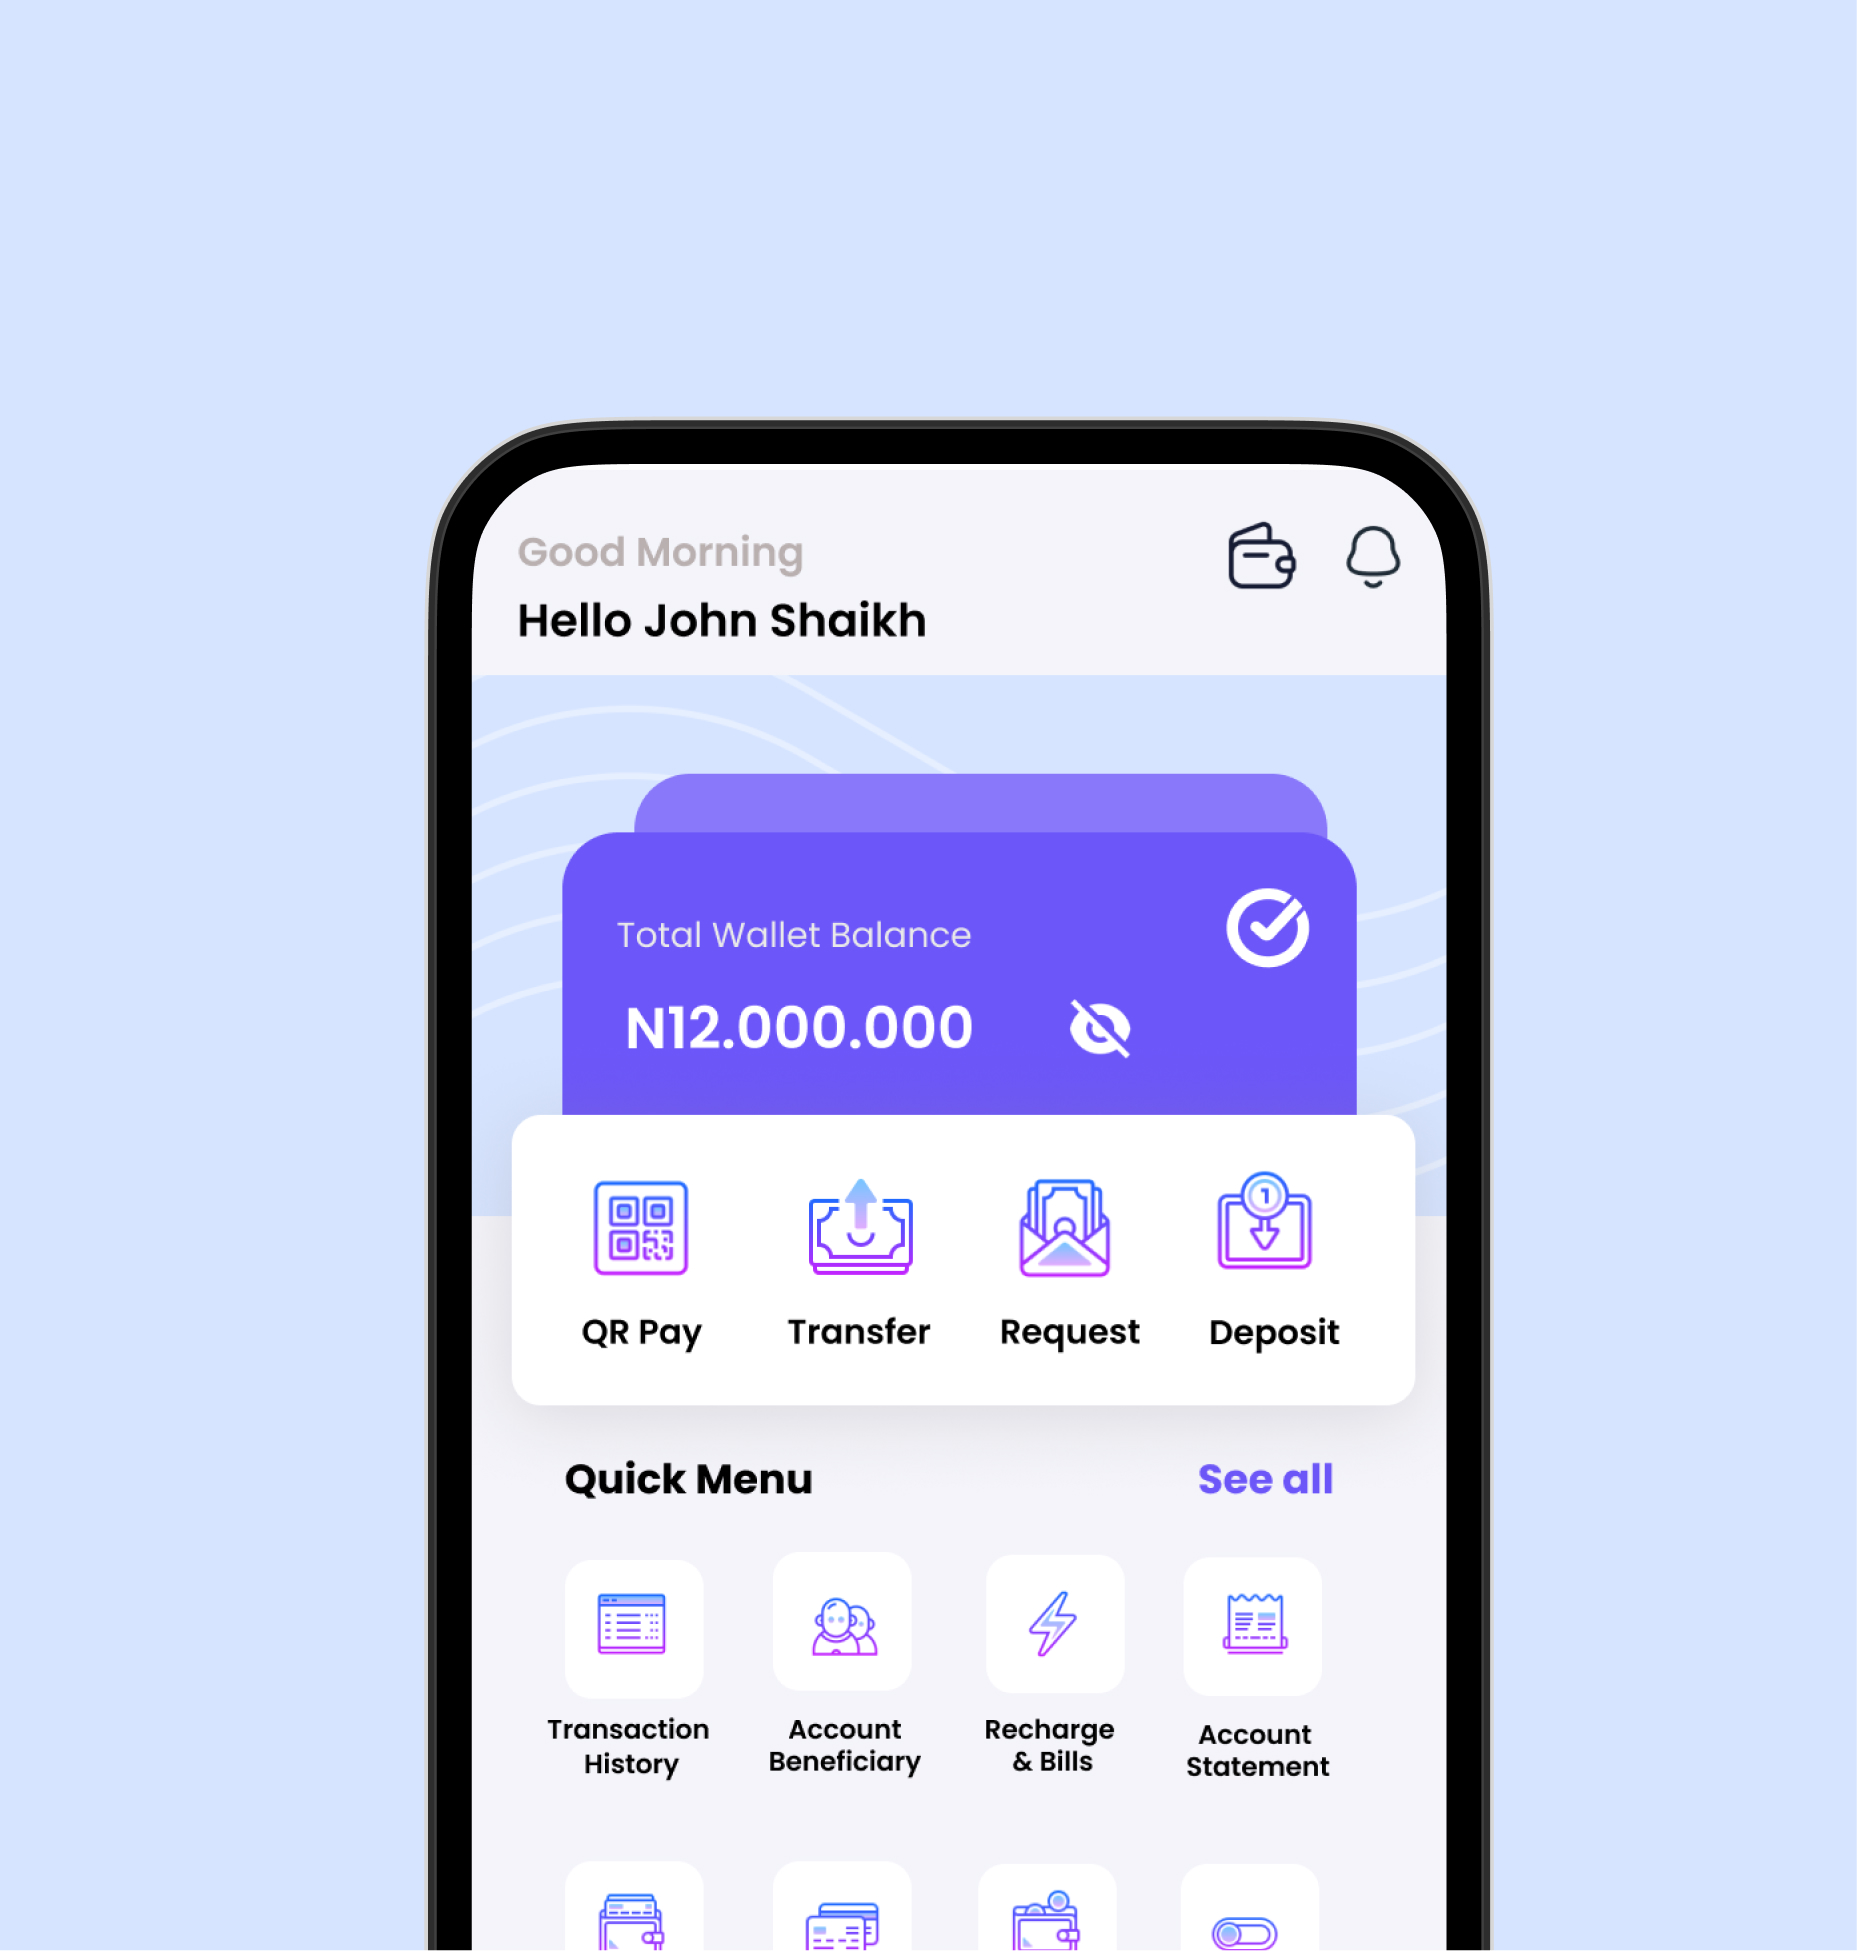 Good Morning
Hello John Shaikh
Total Wallet Balance
N12.000.000
1
QR Pay
Transfer
Request
Deposit
Quick Menu
See all
Transaction
History
Account
Beneficiary
Recharge
& Bills
Account
Statement